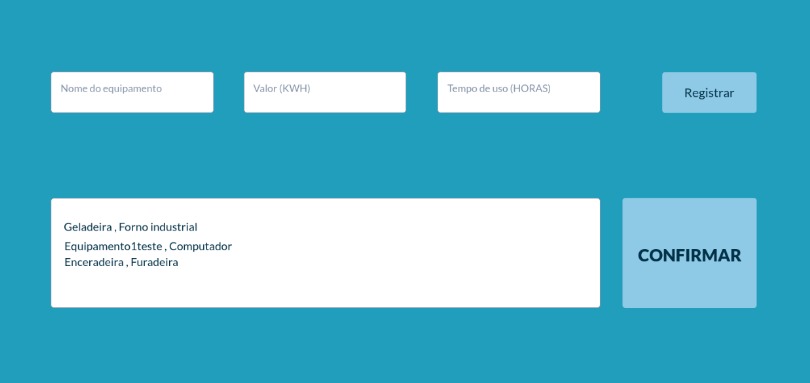 Nome do equipamento
Valor (KWH)
Tempo de uso (HORAS)
Registrar
Geladeira , Forno industrial
Equipamento1teste , Computador
Enceradeira , Furadeira
CONFIRMAR